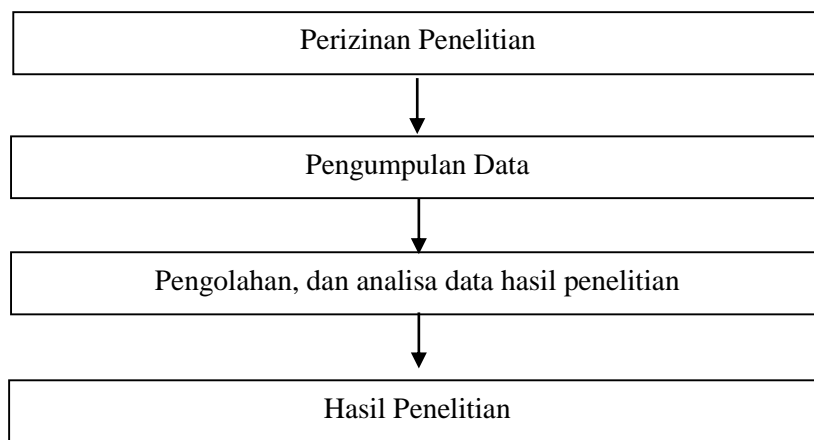 Perizinan Penelitian
Pengumpulan Data
Pengolahan, dan analisa data hasil penelitian
Hasil Penelitian